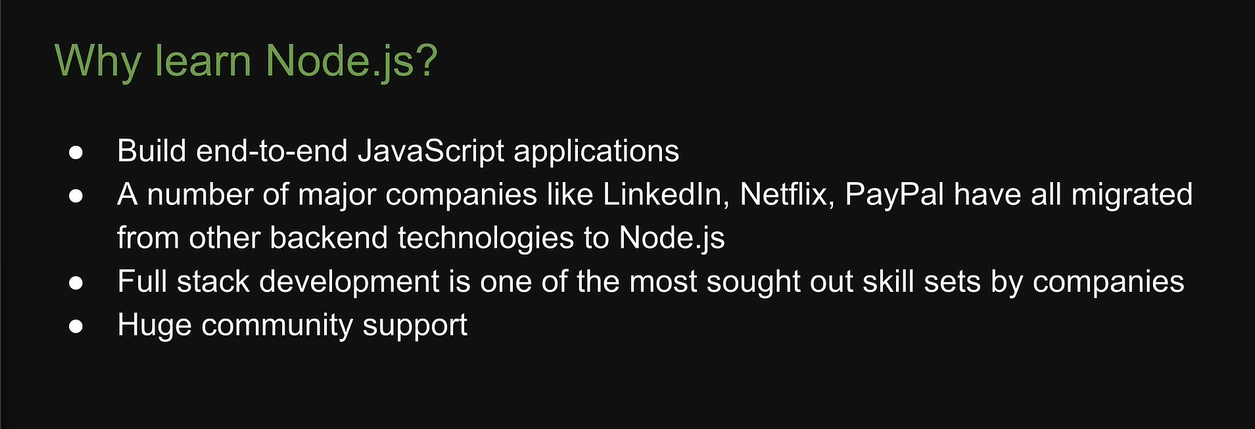 Why learn Node.js?
● Build end-to-end JavaScript applications
● A number of major companies like LinkedIn, Netflix, PayPal have all migrated
from other backend technologies to Node.js
● Full stack development is one of the most sought out skill sets by companies
● Huge community support